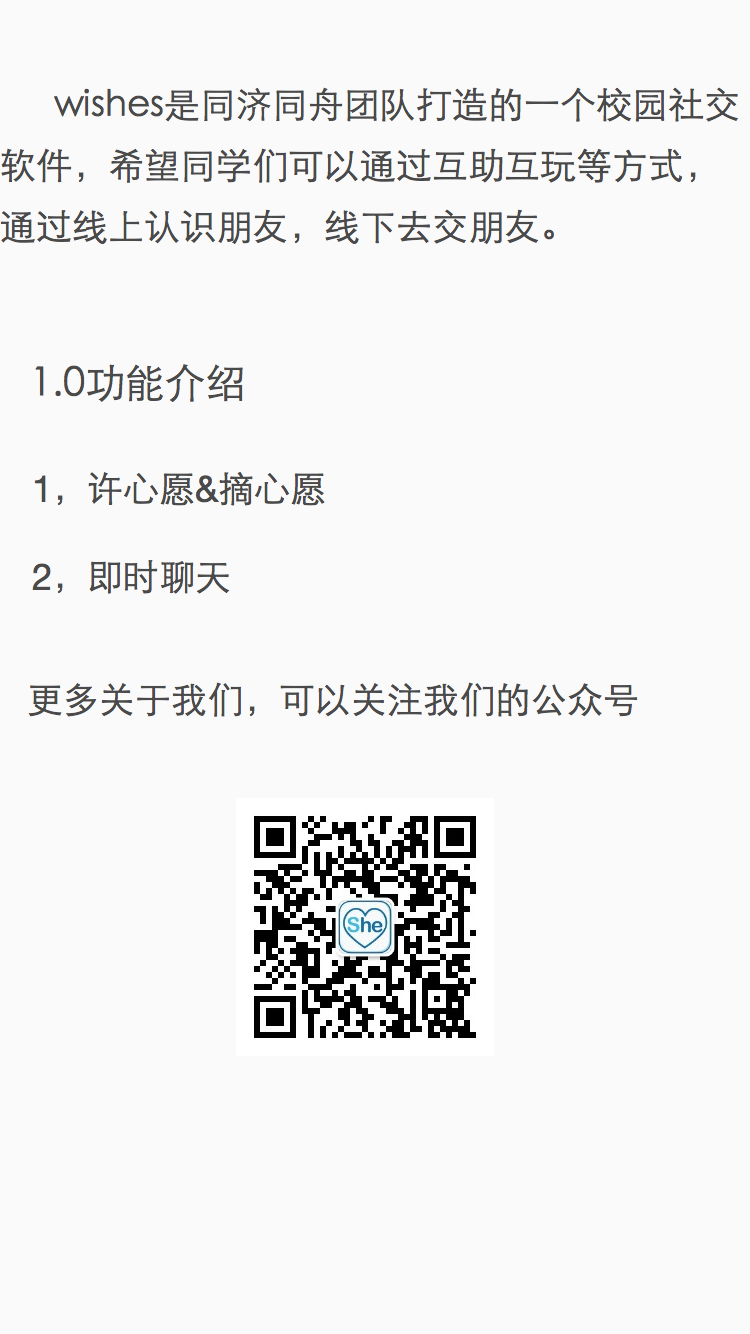 wishes是同济同舟团队打造的一个校园社交
软件，希望同学们可以通过互助互玩等方式，
通过线上认识朋友，线下去交朋友。
1.0功能介绍
1，许心愿&摘心愿
2，即时聊天
更多关于我们，可以关注我们的公众号
She